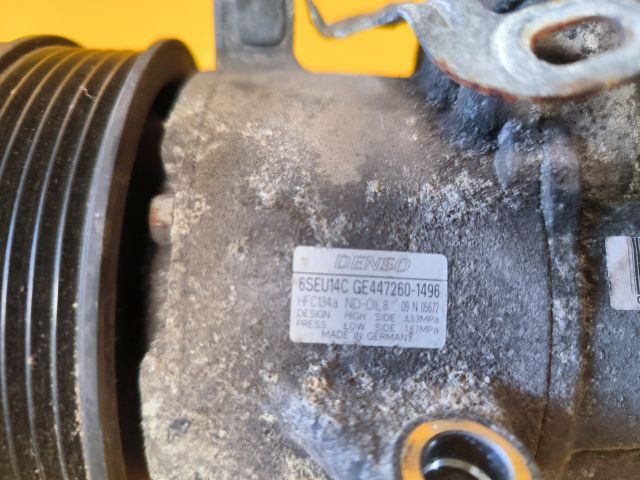 DENSO
6SEU14C GE447260-1496
HFC134a ND-OIL8 09 N 05672
DESIGN HIGH SIDE 3.53MPa
PRESS LOW SIDE 1.67MPa
MADE IN GERMANY